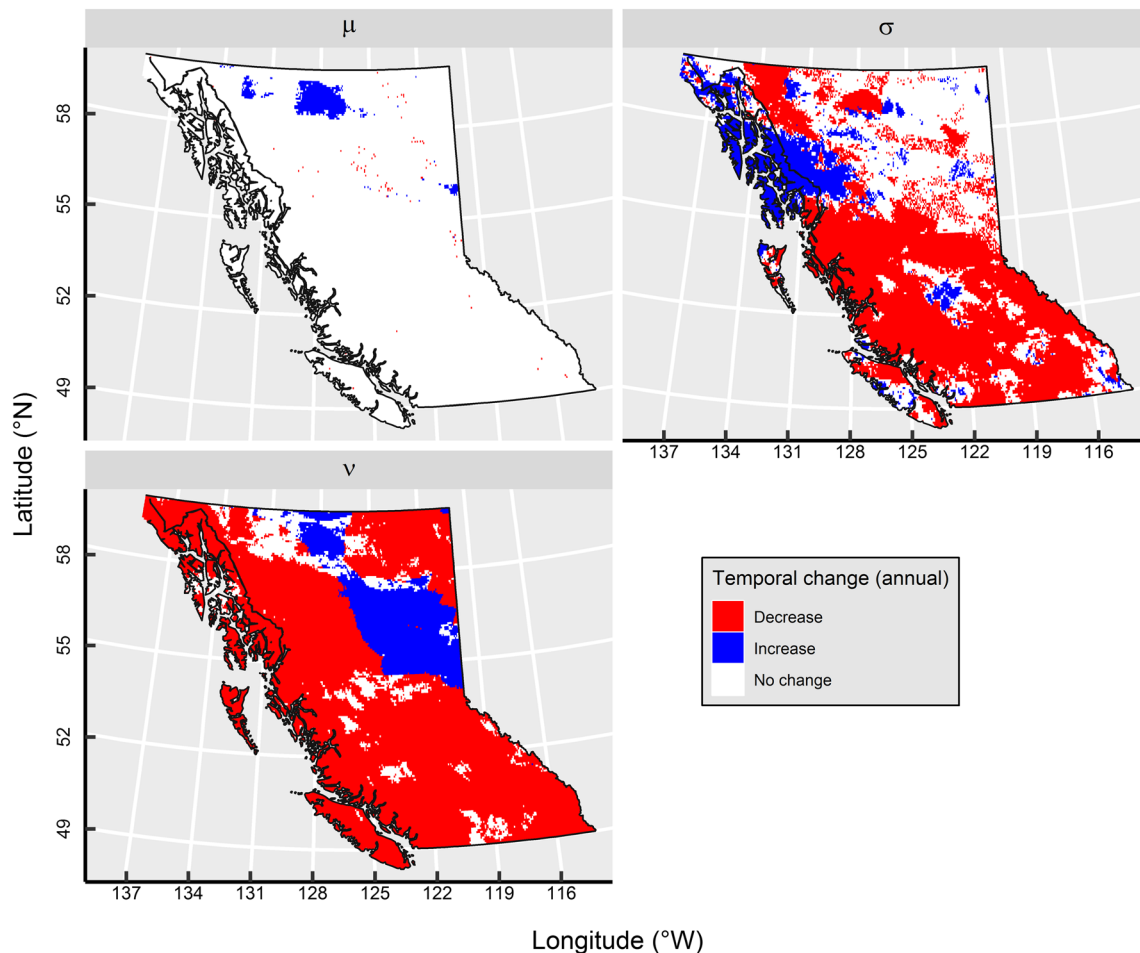 μ
σ
58
55
52
49
137
134
131
128
125
122
119
116
ν
58
55
52
49
137
134
131
128
125
122
119
116
Latitude (°N)
Longitude (°W)
Temporal change (annual)
Decrease
Increase
No change